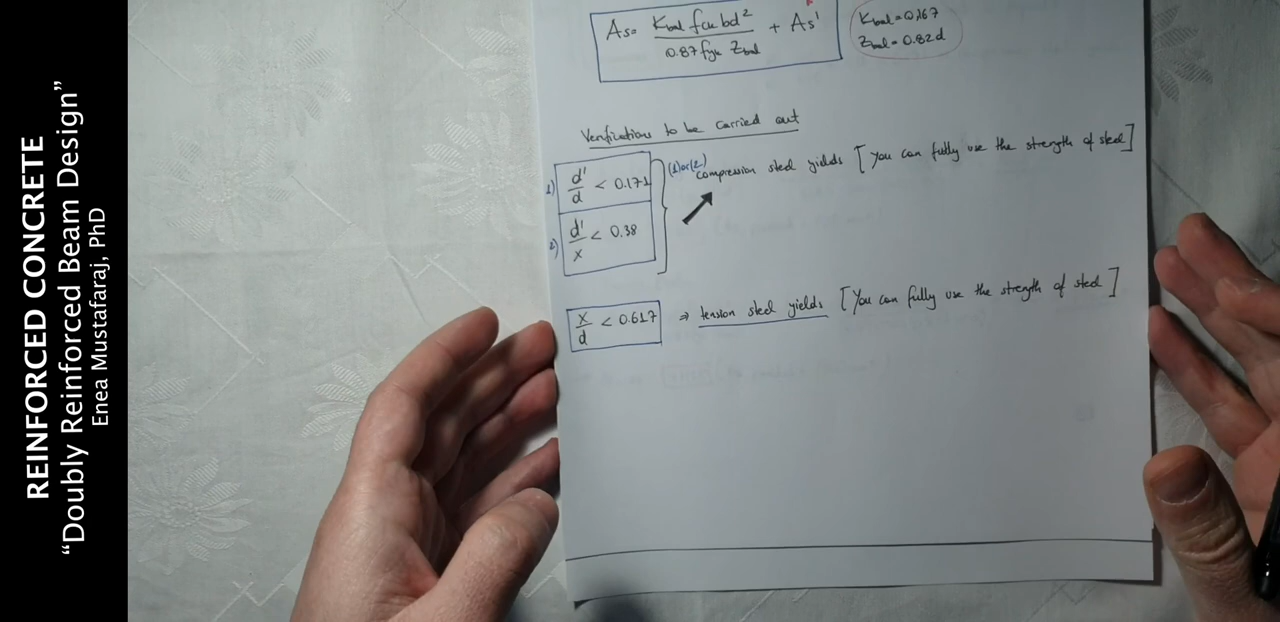 REINFORCED CONCRETE
“Doubly Reinforced Beam Design”
Enea Mustafaraj, PhD
As= Kbal fcu bd² / 0.87 fyk Zbal + As'
Kbal = 0.167
Zbal = 0.82d
Verifications to be carried out
1) d'/d < 0.171
(1)or(2) compression steel yields [You can fully use the strength of steel]
2) d'/x < 0.38
x/d < 0.617 ⇒ tension steel yields [You can fully use the strength of steel]